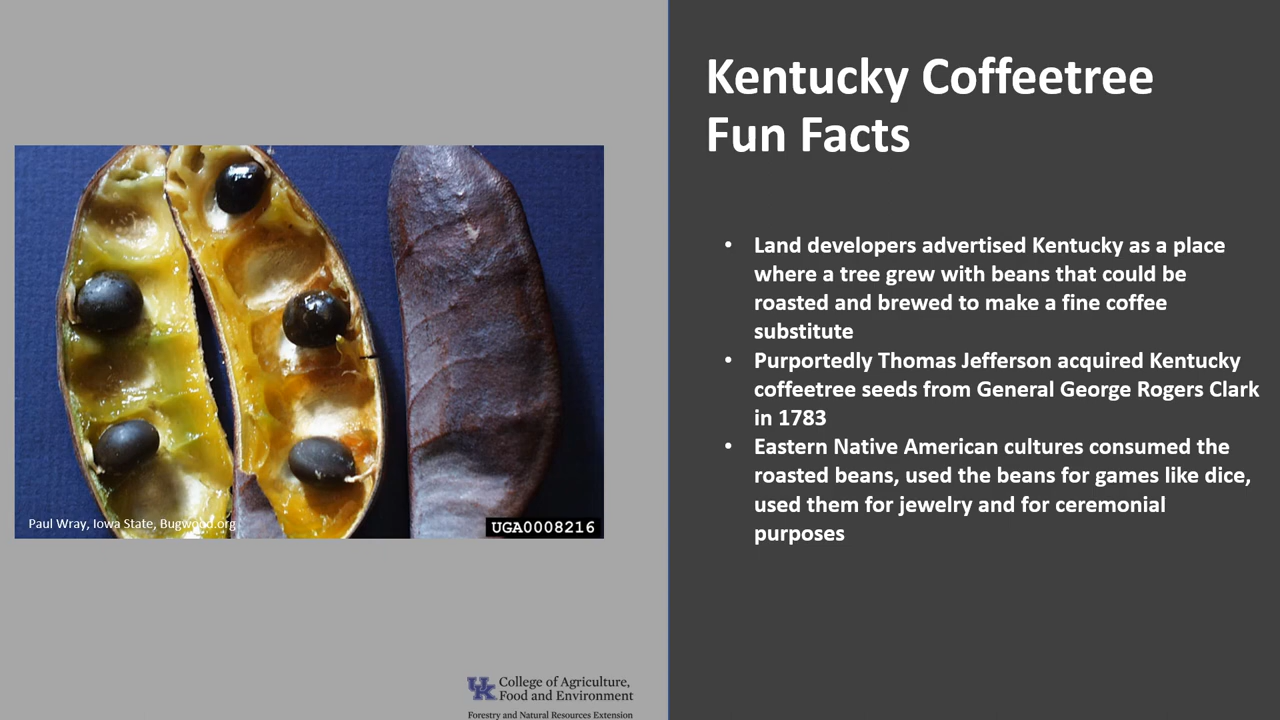 Kentucky Coffeetree
Fun Facts
• Land developers advertised Kentucky as a place
where a tree grew with beans that could be
roasted and brewed to make a fine coffee
substitute
• Purportedly Thomas Jefferson acquired Kentucky
coffeetree seeds from General George Rogers Clark
in 1783
• Eastern Native American cultures consumed the
roasted beans, used the beans for games like dice,
used them for jewelry and for ceremonial
purposes
Paul Wray, Iowa State, Bugwood.org
UGA0008216
UK College of Agriculture,
Food and Environment
Forestry and Natural Resources Extension